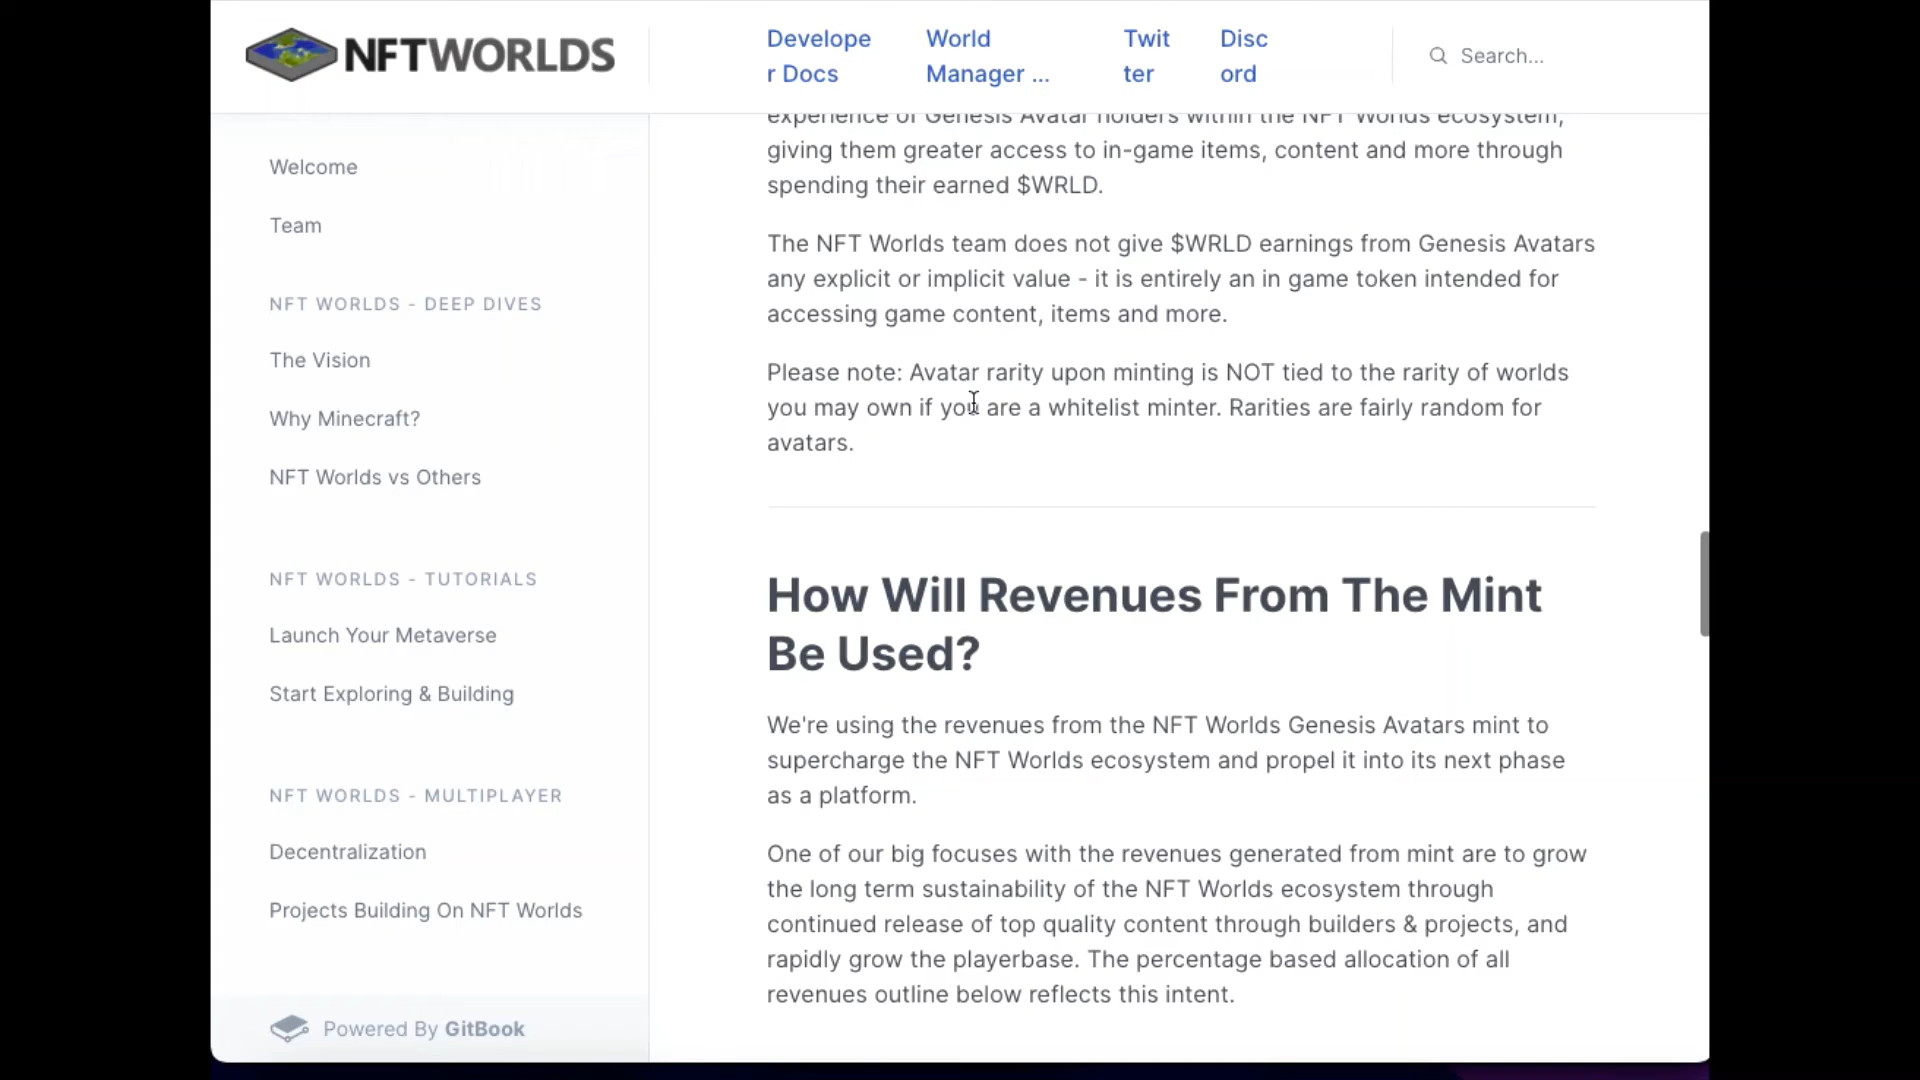 NFTWORLDS
Develope
r Docs
World
Manager ...
Twit
ter
Disc
ord
Search...
Welcome
Team
NFT WORLDS - DEEP DIVES
The Vision
Why Minecraft?
NFT Worlds vs Others
NFT WORLDS - TUTORIALS
Launch Your Metaverse
Start Exploring & Building
NFT WORLDS - MULTIPLAYER
Decentralization
Projects Building On NFT Worlds
Powered By GitBook
experience of Genesis Avatar holders within the NFT Worlds ecosystem,
giving them greater access to in-game items, content and more through
spending their earned $WRLD.
The NFT Worlds team does not give $WRLD earnings from Genesis Avatars
any explicit or implicit value - it is entirely an in game token intended for
accessing game content, items and more.
Please note: Avatar rarity upon minting is NOT tied to the rarity of worlds
you may own if you are a whitelist minter. Rarities are fairly random for
avatars.
How Will Revenues From The Mint
Be Used?
We're using the revenues from the NFT Worlds Genesis Avatars mint to
supercharge the NFT Worlds ecosystem and propel it into its next phase
as a platform.
One of our big focuses with the revenues generated from mint are to grow
the long term sustainability of the NFT Worlds ecosystem through
continued release of top quality content through builders & projects, and
rapidly grow the playerbase. The percentage based allocation of all
revenues outline below reflects this intent.